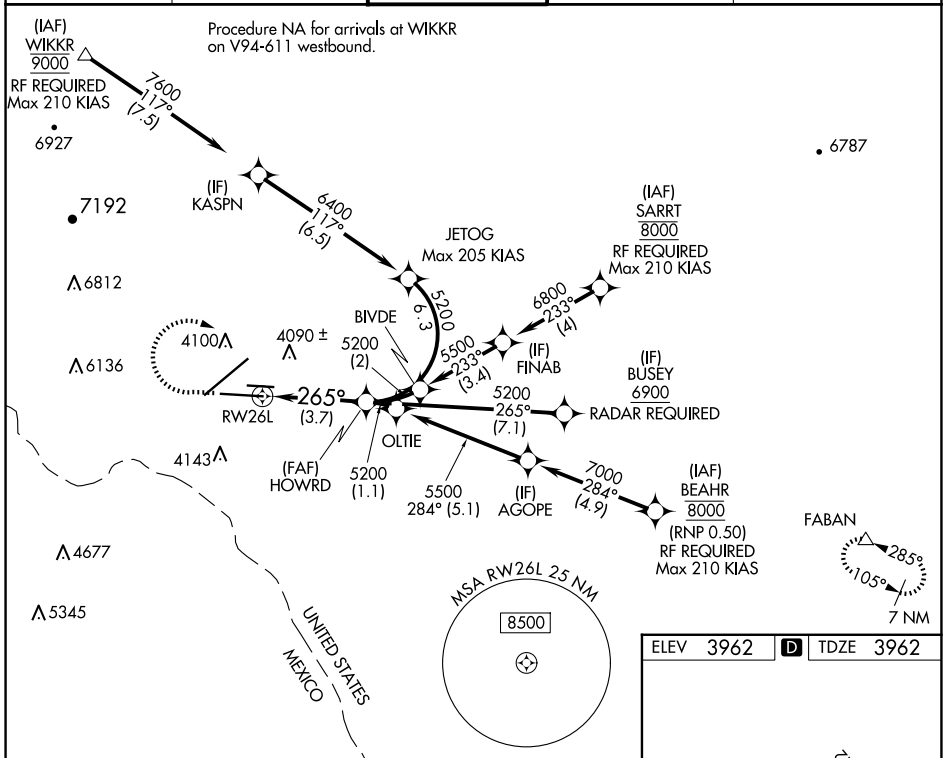 Procedure NA for arrivals at WIKKR
on V94-611 westbound.
(IAF)
WIKKR
9000
RF REQUIRED
Max 210 KIAS
6927
7600
117°
(7.5)
6787
(IF)
KASPN
7192
6400
117°
(6.5)
(IAF)
SARRT
8000
RF REQUIRED
Max 210 KIAS
JETOG
Max 205 KIAS
6812
5200
6.3
6800
233°
(4)
BIVDE
4100
4090 ±
5200
(2)
5500
233°
(3.4)
(IF)
FINAB
6136
(IF)
BUSEY
6900
RADAR REQUIRED
5200
265°
(7.1)
265°
(3.7)
RW26L
OLTIE
4143
(FAF)
HOWRD
5200
(1.1)
5500
284° (5.1)
(IF)
AGOPE
7000
284°
(4.9)
(IAF)
BEAHR
8000
(RNP 0.50)
RF REQUIRED
Max 210 KIAS
FABAN
285°
105°
7 NM
4677
5345
MSA RW26L 25 NM
8500
UNITED STATES
MEXICO
ELEV 3962 D TDZE 3962